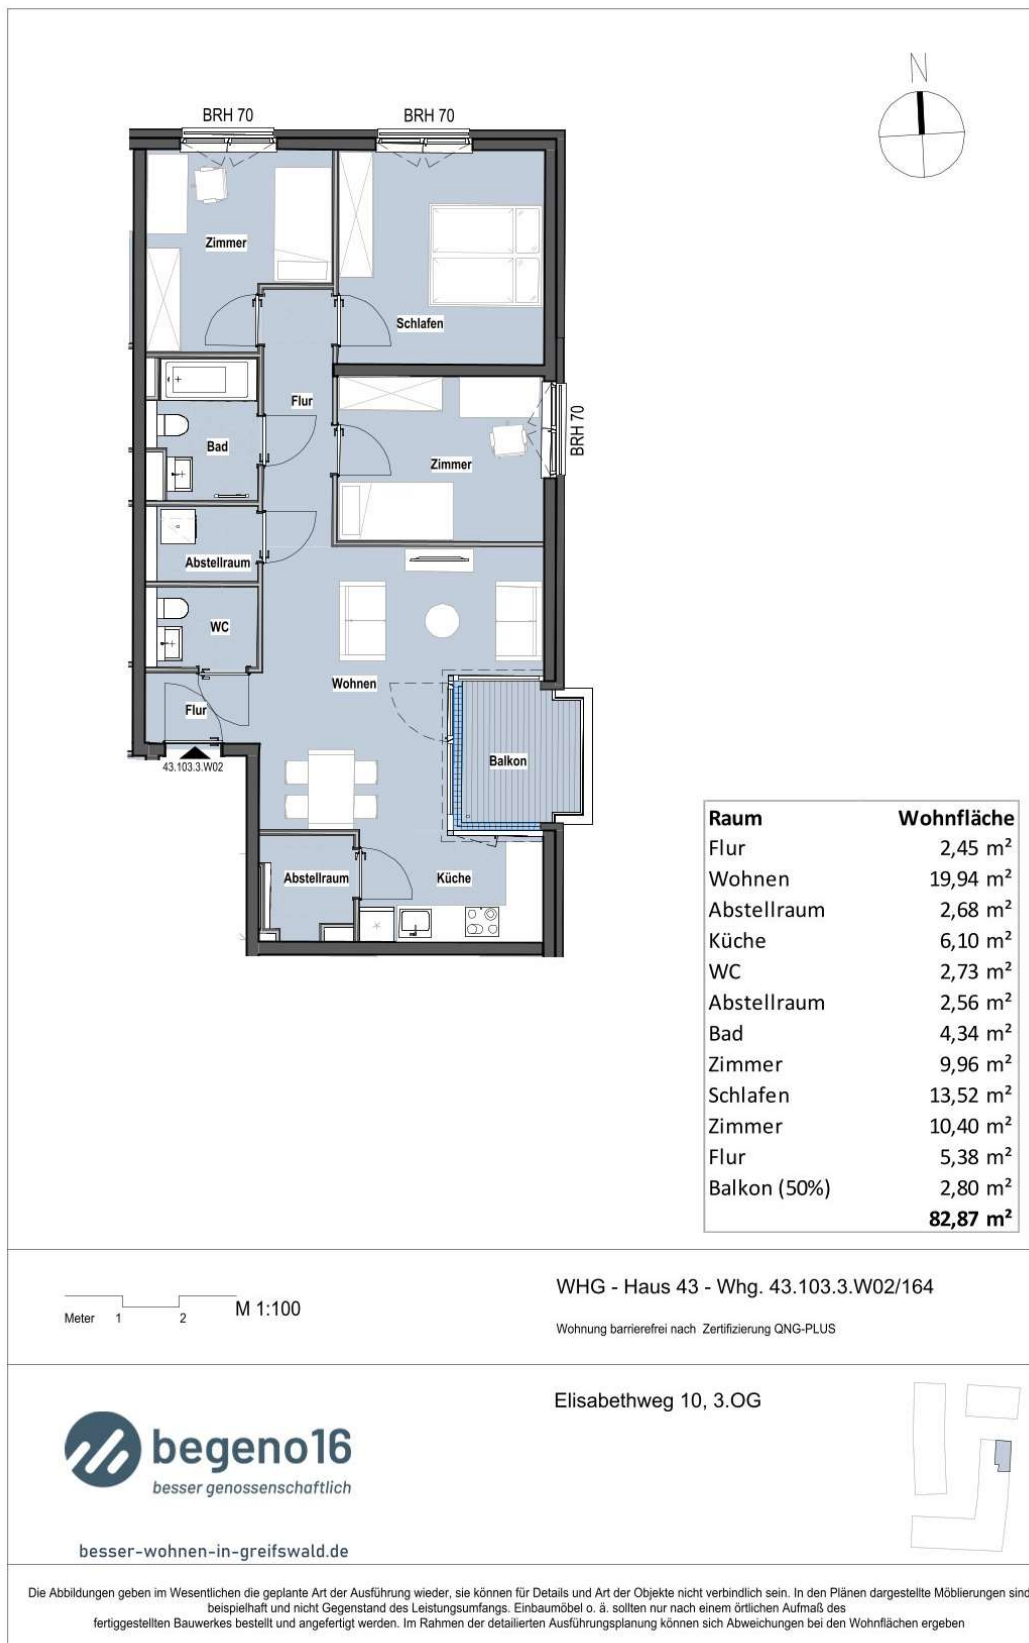 N
BRH 70
BRH 70
Zimmer
Schlafen
Flur
BRH 70
Bad
Zimmer
Abstellraum
WC
Wohnen
Flur
Balkon
43.103.3.W02
Abstellraum
Küche
Raum Wohnfläche
Flur 2,45 m²
Wohnen 19,94 m²
Abstellraum 2,68 m²
Küche 6,10 m²
WC 2,73 m²
Abstellraum 2,56 m²
Bad 4,34 m²
Zimmer 9,96 m²
Schlafen 13,52 m²
Zimmer 10,40 m²
Flur 5,38 m²
Balkon (50%) 2,80 m²
82,87 m²
Meter 1 2 M 1:100
WHG - Haus 43 - Whg. 43.103.3.W02/164
Wohnung barrierefrei nach Zertifizierung QNG-PLUS
Elisabethweg 10, 3.OG
begeno16
besser genossenschaftlich
besser-wohnen-in-greifswald.de
Die Abbildungen geben im Wesentlichen die geplante Art der Ausführung wieder, sie können für Details und Art der Objekte nicht verbindlich sein. In den Plänen dargestellte Möblierungen sind
beispielhaft und nicht Gegenstand des Leistungsumfangs. Einbaumöbel o. ä. sollten nur nach einem örtlichen Aufmaß des
fertiggestellten Bauwerkes bestellt und angefertigt werden. Im Rahmen der detailierten Ausführungsplanung können sich Abweichungen bei den Wohnflächen ergeben